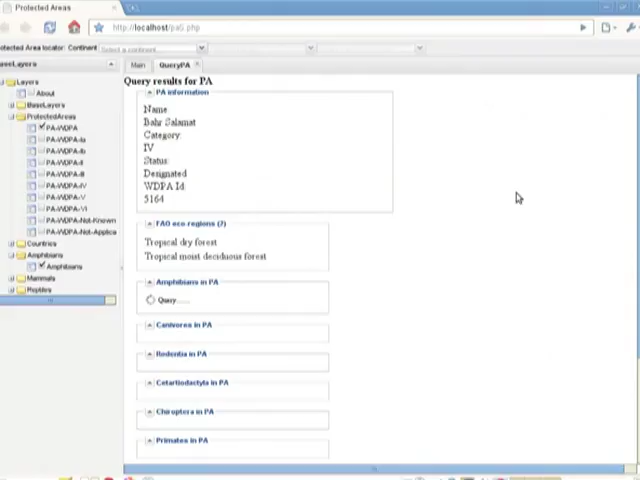 Protected Areas
http://localhost/pa5.php
Protected Area locator: Continent
Select a continent
BaseLayers
Main
QueryPA
Query results for PA
Layers
About
BaseLayers
ProtectedAreas
PA-WDPA
PA-WDPA-Ia
PA-WDPA-Ib
PA-WDPA-II
PA-WDPA-III
PA-WDPA-IV
PA-WDPA-V
PA-WDPA-VI
PA-WDPA-Not-Known
PA-WDPA-Not-Applica
Countries
Amphibians
Amphibians
Mammals
Reptiles
PA information
Name
Bahr Salamat
Category:
IV
Status:
Designated
WDPA Id:
5164
FAO eco regions (2)
Tropical dry forest
Tropical moist deciduous forest
Amphibians in PA
Query......
Canivores in PA
Rodentia in PA
Cetartiodactyla in PA
Chiroptera in PA
Primates in PA